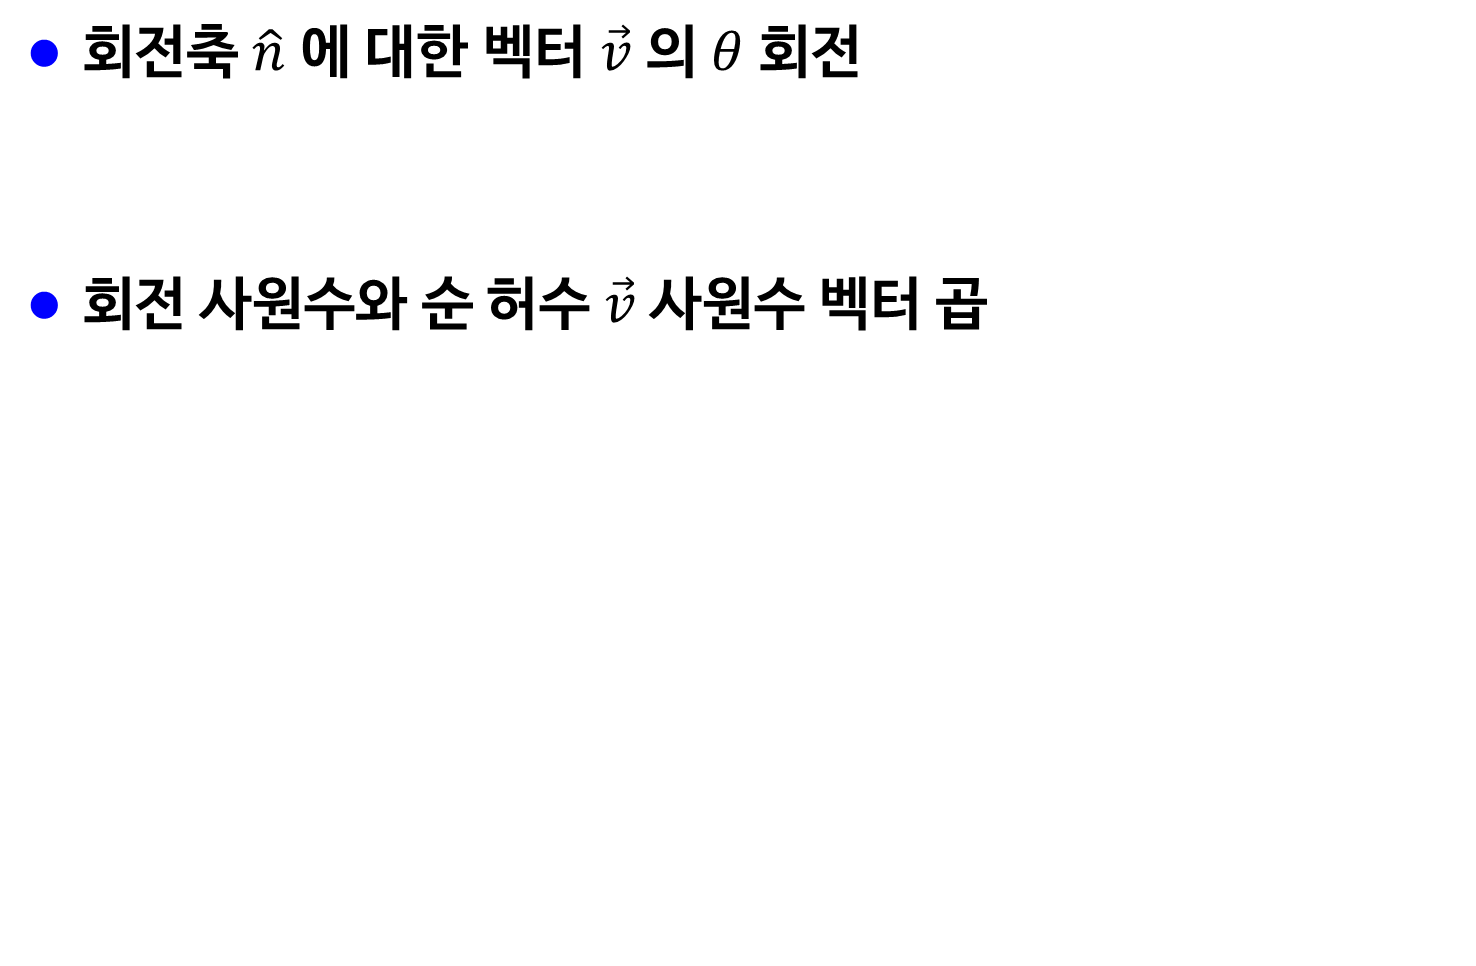 ● 회전축 n̂ 에 대한 벡터 v⃗ 의 θ 회전
● 회전 사원수와 순 허수 v⃗ 사원수 벡터 곱